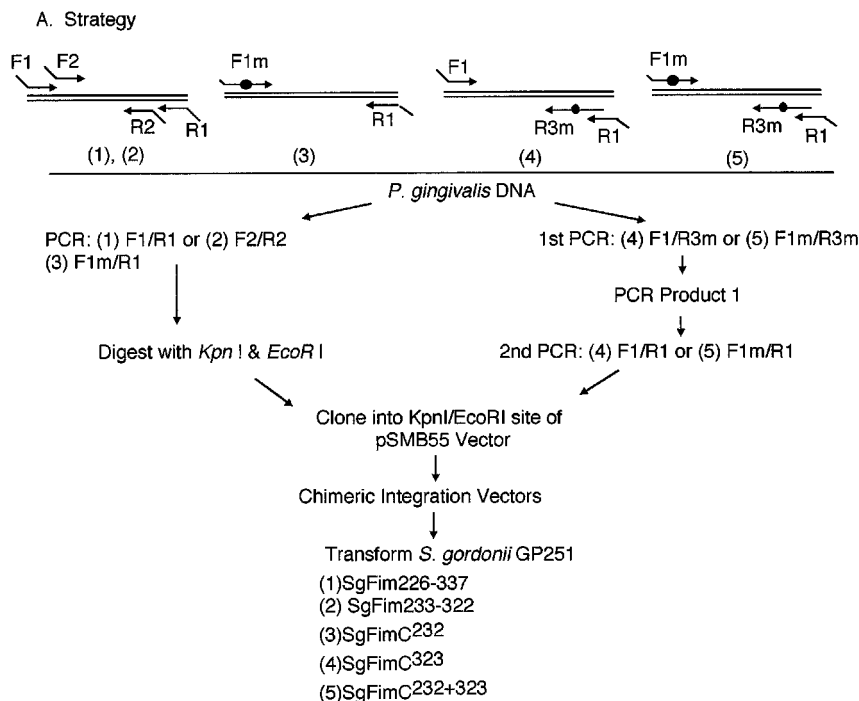 A. Strategy
F1 F2 F1m F1 F1m
R2 R1 R1 R3m R1 R3m R1
(1), (2) (3) (4) (5)
P. gingivalis DNA
PCR: (1) F1/R1 or (2) F2/R2
(3) F1m/R1
1st PCR: (4) F1/R3m or (5) F1m/R3m
PCR Product 1
Digest with Kpn I & EcoR I
2nd PCR: (4) F1/R1 or (5) F1m/R1
Clone into KpnI/EcoRI site of
pSMB55 Vector
Chimeric Integration Vectors
Transform S. gordonii GP251
(1)SgFim226-337
(2) SgFim233-322
(3)SgFimC232
(4)SgFimC323
(5)SgFimC232+323